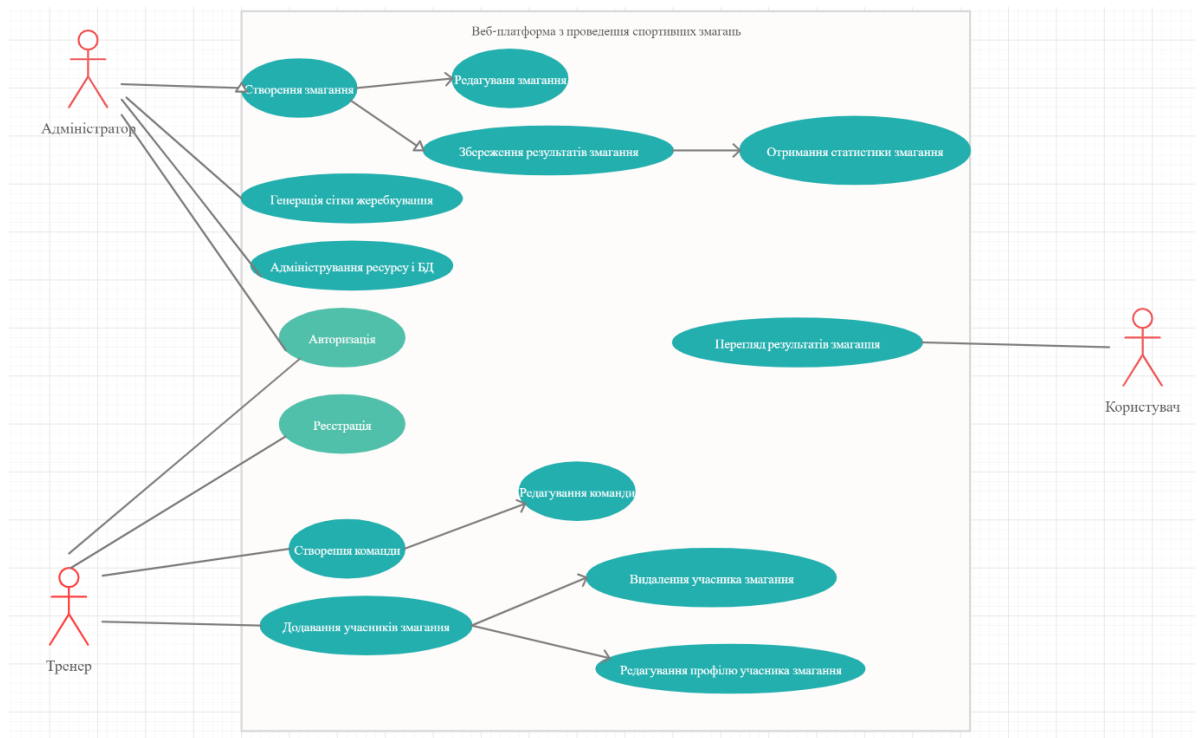 Веб-платформа з проведення спортивних змагань
Адміністратор
Створення змагання
Редагуваня змагання
Збереження результатів змагання
Отримання статистики змагання
Генерація сітки жеребкування
Адміністрування ресурсу і БД
Авторизація
Перегляд результатів змагання
Користувач
Реєстрація
Редагування команди
Створення команди
Видалення учасника змагання
Додавання учасників змагання
Тренер
Редагування профілю учасника змагання